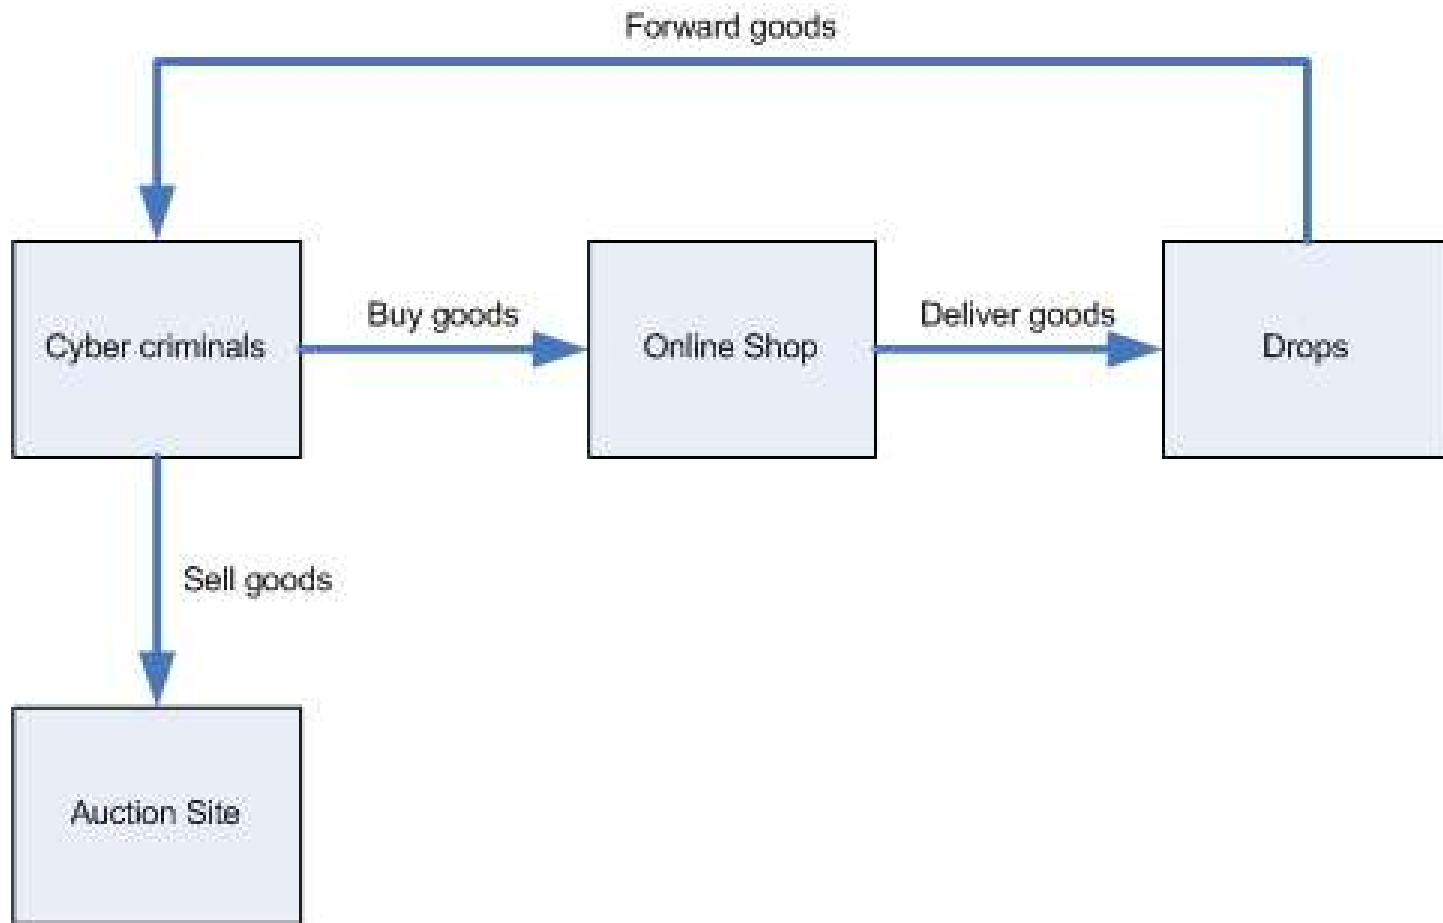 Forward goods
Buy goods
Deliver goods
Cyber criminals
Online Shop
Drops
Sell goods
Auction Site